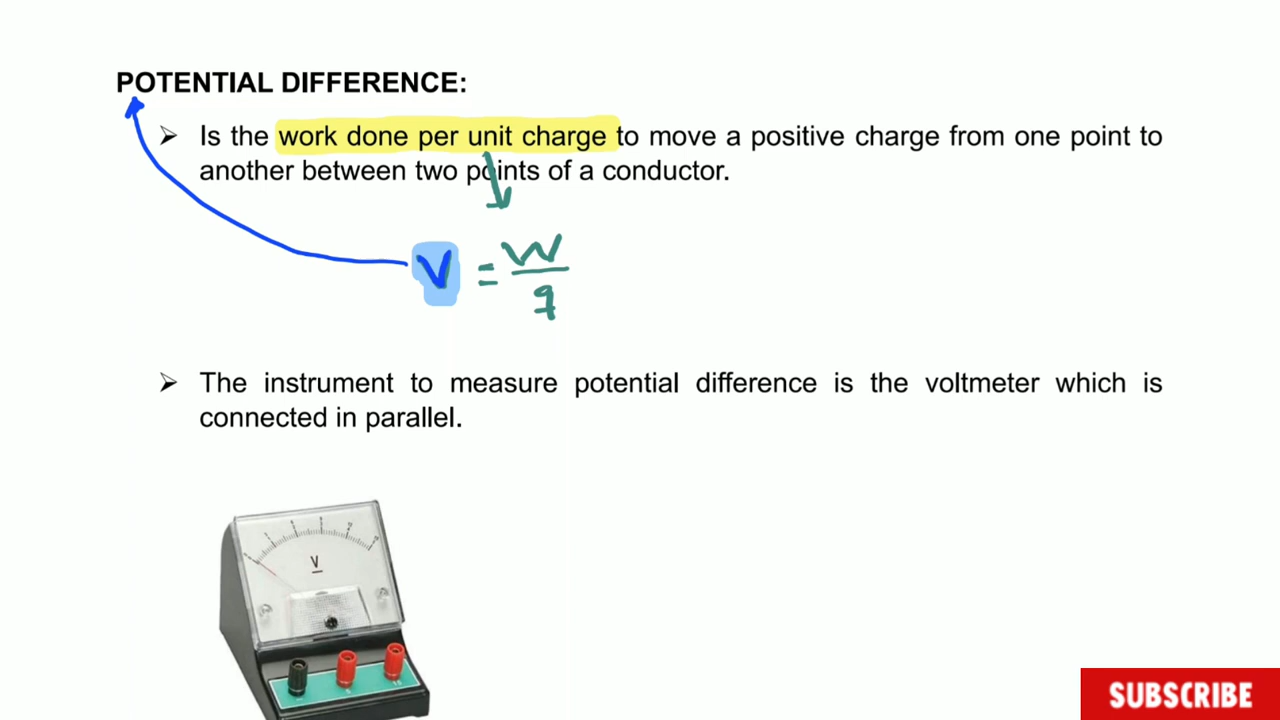 POTENTIAL DIFFERENCE:
➢ Is the work done per unit charge to move a positive charge from one point to
another between two points of a conductor.
V = W
q
➢ The instrument to measure potential difference is the voltmeter which is
connected in parallel.
V
SUBSCRIBE